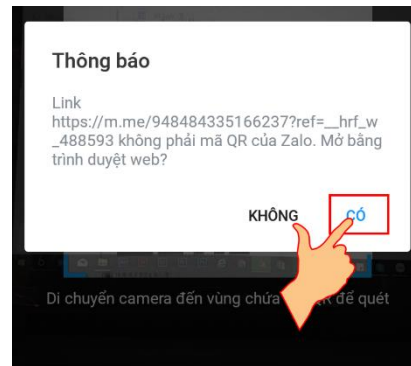 Thông báo
Link
https://m.me/948484335166237?ref=__hrf_w
_488593 không phải mã QR của Zalo. Mở bằng
trình duyệt web?
KHÔNG CÓ
Di chuyển camera đến vùng chứa để quét